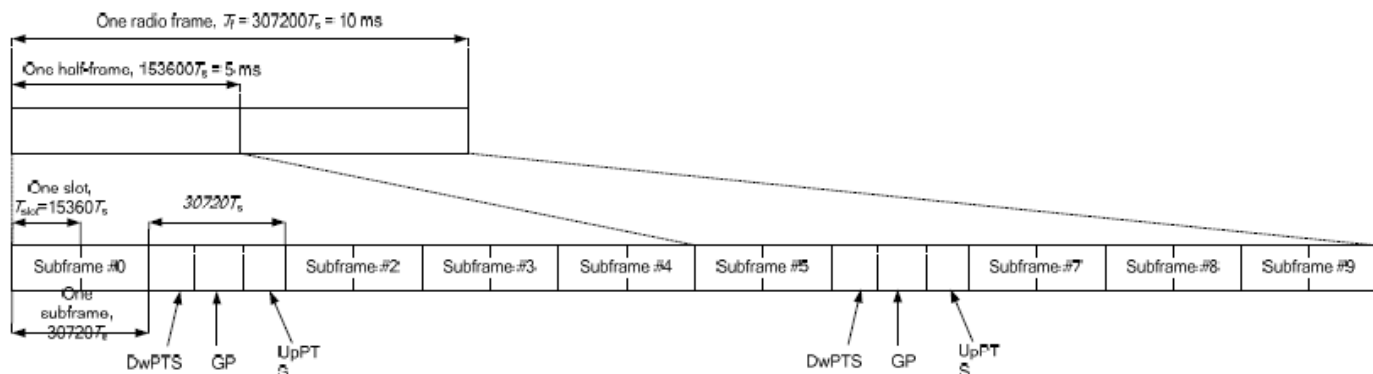 One radio frame, Tf = 307200Ts = 10 ms
One half-frame, 153600Ts = 5 ms
One slot,
Tslot=15360Ts
30720Ts
Subframe #0
Subframe #2
Subframe #3
Subframe #4
Subframe #5
Subframe #7
Subframe #8
Subframe #9
One
subframe,
30720Ts
DwPTS
GP
UpPT
S
DwPTS
GP
UpPT
S